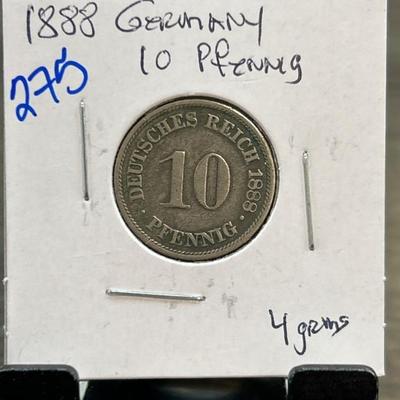 1888 GERMANY
10 PFENNIG
275
DEUTSCHES REICH 1888
10
· PFENNIG ·
4 grams